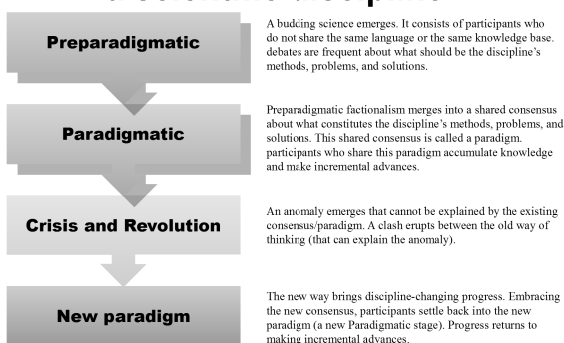 Preparadigmatic
A budding science emerges. It consists of participants who
do not share the same language or the same knowledge base.
debates are frequent about what should be the discipline's
methods, problems, and solutions.
Paradigmatic
Preparadigmatic factionalism merges into a shared consensus
about what constitutes the discipline's methods, problems, and
solutions. This shared consensus is called a paradigm.
participants who share this paradigm accumulate knowledge
and make incremental advances.
Crisis and Revolution
An anomaly emerges that cannot be explained by the existing
consensus/paradigm. A clash erupts between the old way of
thinking (that can explain the anomaly).
New paradigm
The new way brings discipline-changing progress. Embracing
the new consensus, participants settle back into the new
paradigm (a new Paradigmatic stage). Progress returns to
making incremental advances.